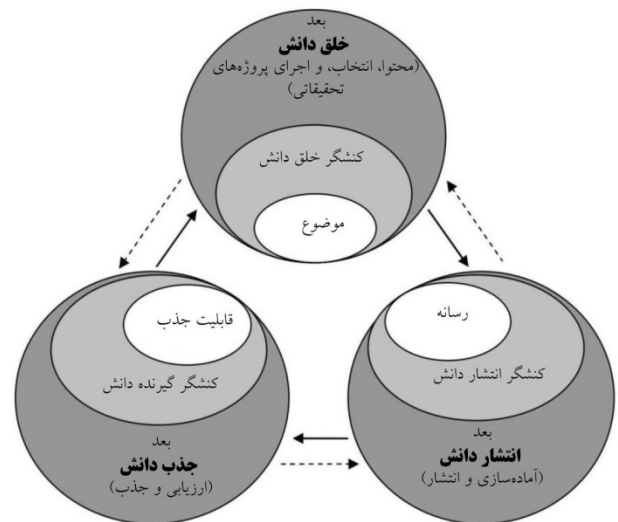 بعد
خلق دانش
(محتوا، انتخاب، و اجرای پروژه‌های
تحقیقاتی)
کنشگر خلق دانش
موضوع
رسانه
کنشگر انتشار دانش
بعد
انتشار دانش
(آماده‌سازی و انتشار)
قابلیت جذب
کنشگر گیرنده دانش
بعد
جذب دانش
(ارزیابی و جذب)